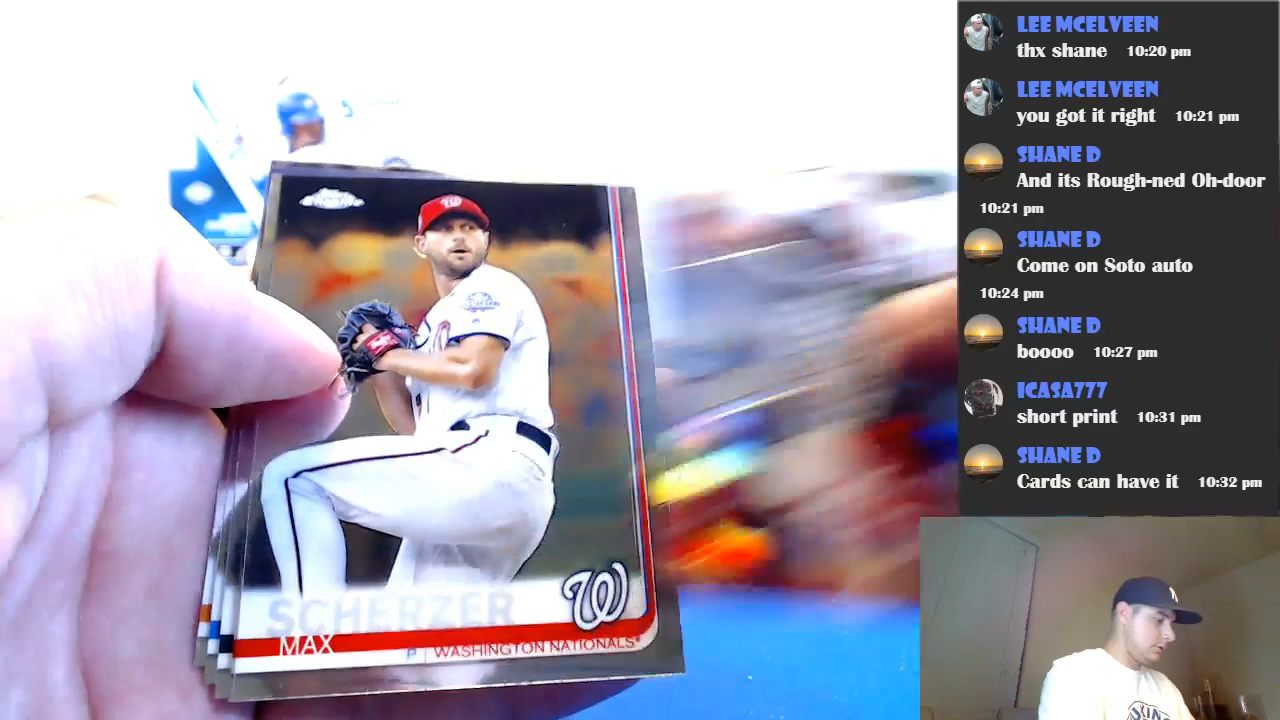 SCHERZER
MAX
P
WASHINGTON NATIONALS
W
LEE MCELVEEN
thx shane 10:20 pm
LEE MCELVEEN
you got it right 10:21 pm
SHANE D
And its Rough-ned Oh-door
10:21 pm
SHANE D
Come on Soto auto
10:24 pm
SHANE D
boooo 10:27 pm
ICASA777
short print 10:31 pm
SHANE D
Cards can have it 10:32 pm